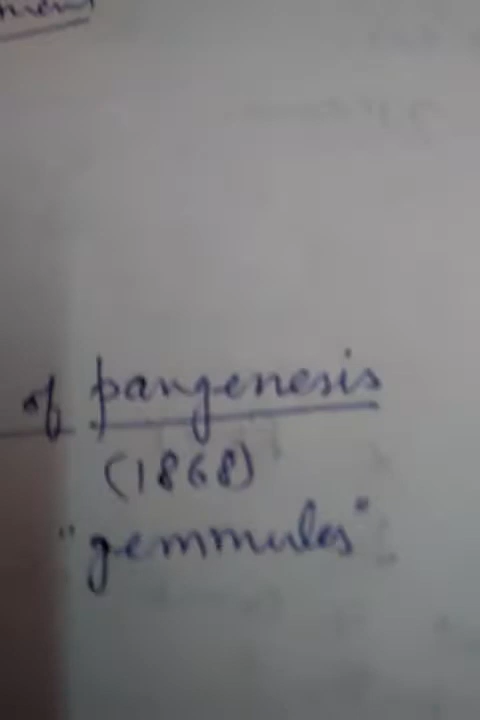 of pangenesis
(1868)
"gemmules"